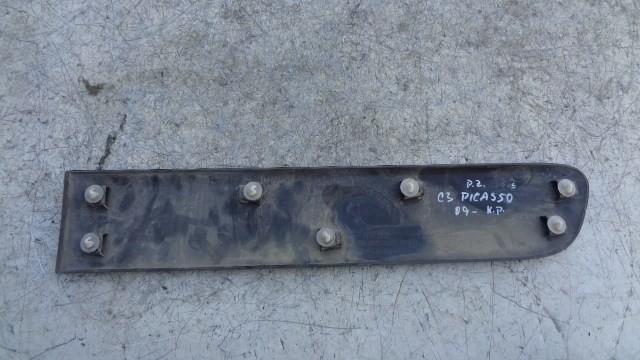 P.Z.
C3 PICASSO
09- K.P.